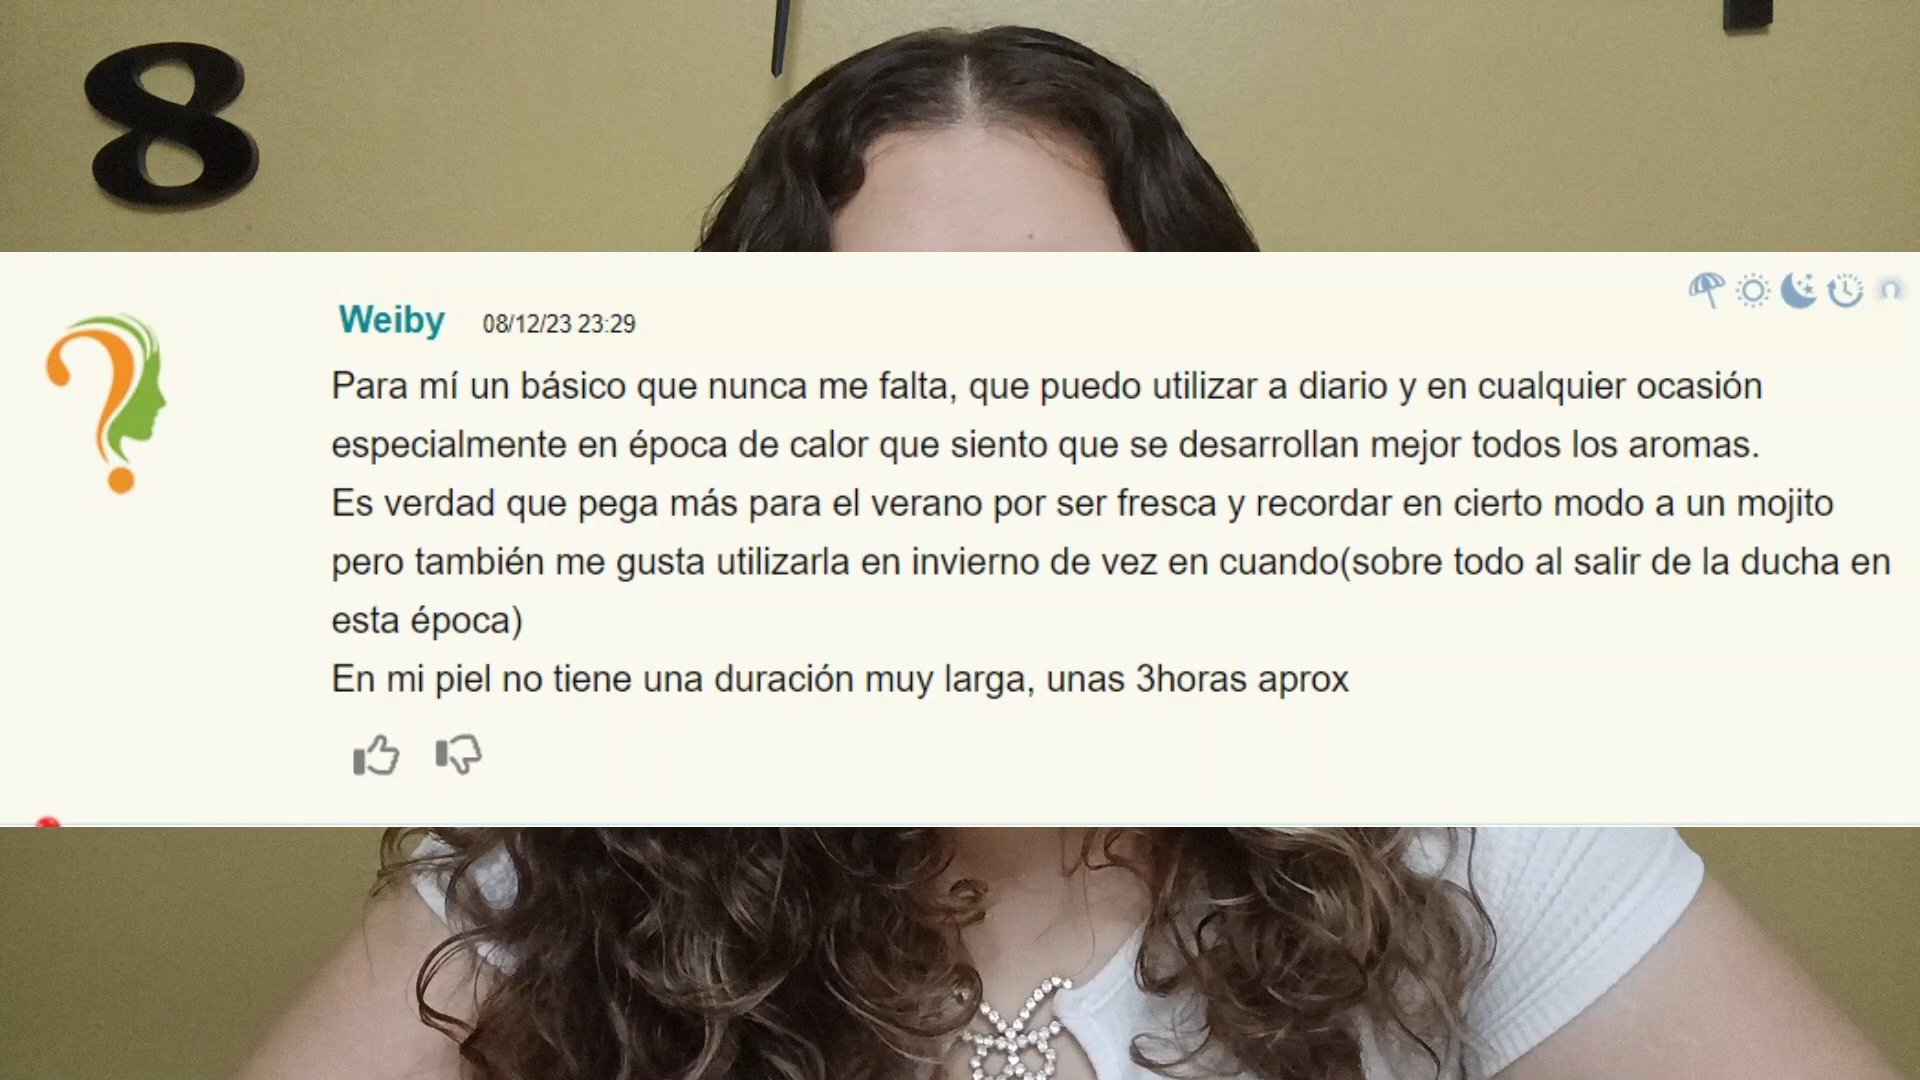 8
Weiby 08/12/23 23:29
Para mí un básico que nunca me falta, que puedo utilizar a diario y en cualquier ocasión
especialmente en época de calor que siento que se desarrollan mejor todos los aromas.
Es verdad que pega más para el verano por ser fresca y recordar en cierto modo a un mojito
pero también me gusta utilizarla en invierno de vez en cuando(sobre todo al salir de la ducha en
esta época)
En mi piel no tiene una duración muy larga, unas 3horas aprox